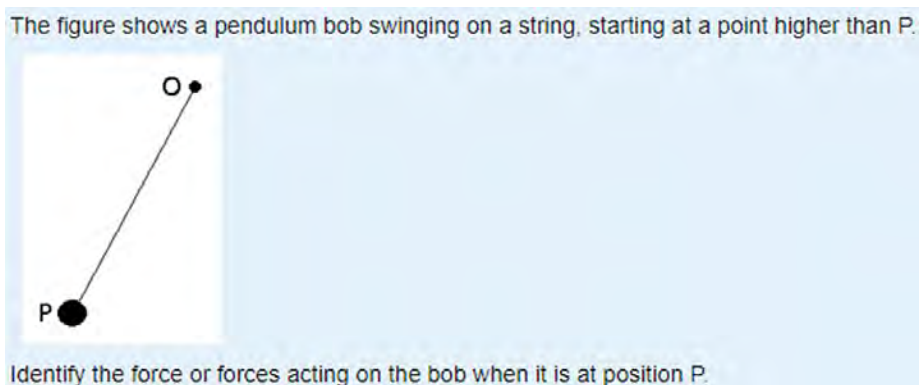 The figure shows a pendulum bob swinging on a string, starting at a point higher than P.
O
P
Identify the force or forces acting on the bob when it is at position P.